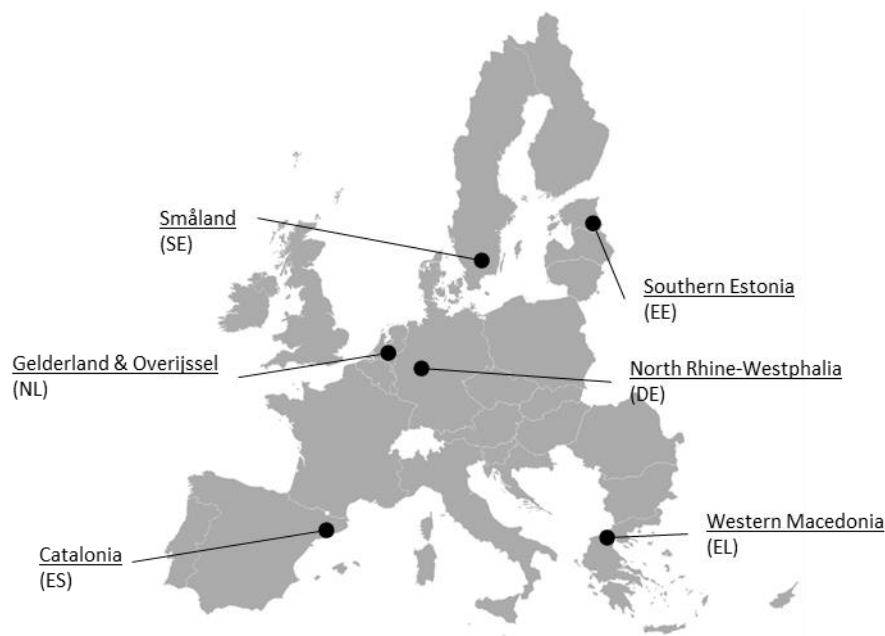 Småland
(SE)
Southern Estonia
(EE)
Gelderland & Overijssel
(NL)
North Rhine-Westphalia
(DE)
Western Macedonia
(EL)
Catalonia
(ES)